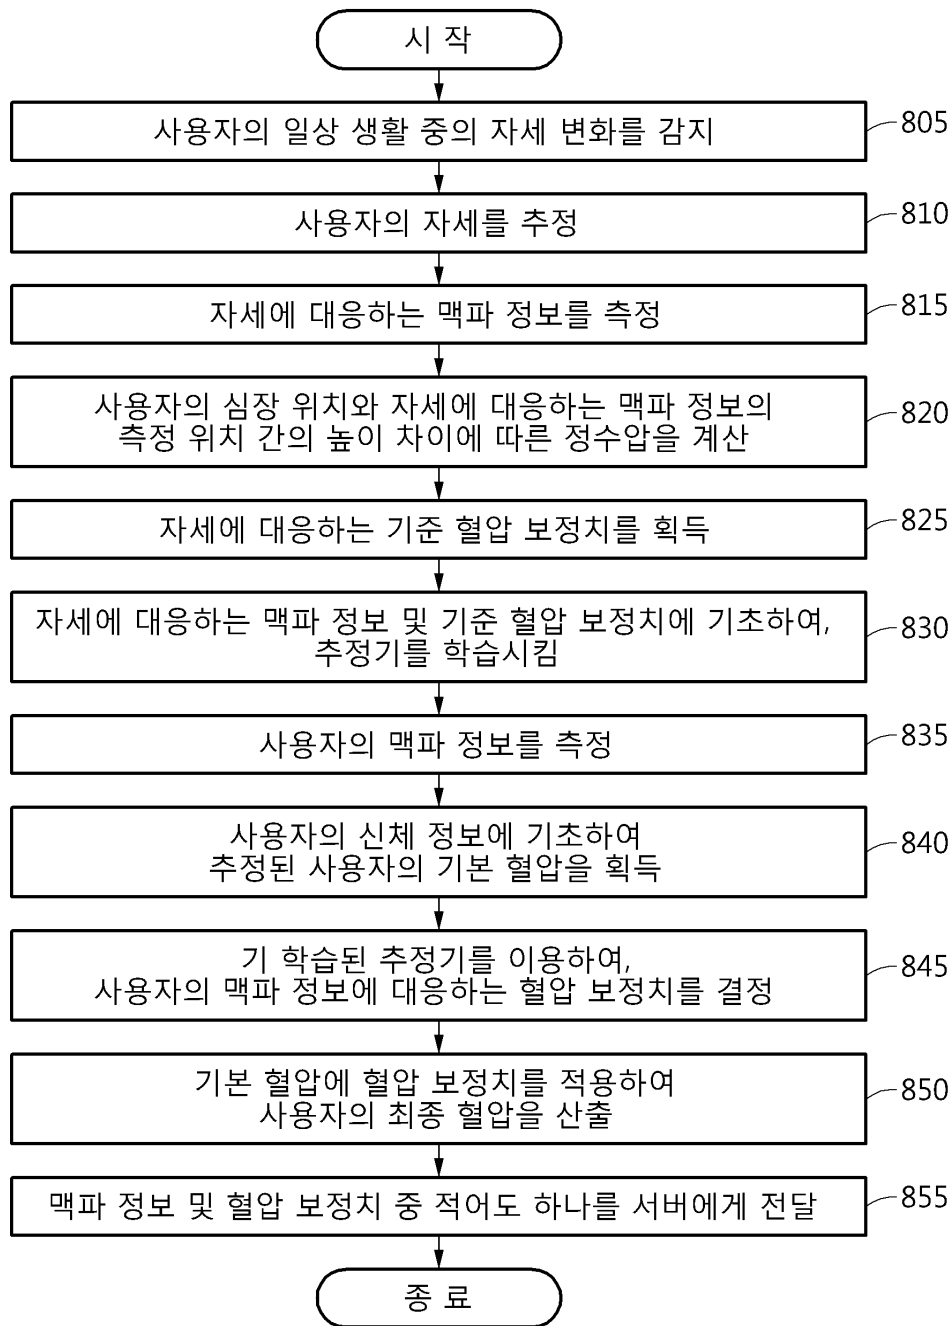 시 작
사용자의 일상 생활 중의 자세 변화를 감지
805
사용자의 자세를 추정
810
자세에 대응하는 맥파 정보를 측정
815
사용자의 심장 위치와 자세에 대응하는 맥파 정보의
측정 위치 간의 높이 차이에 따른 정수압을 계산
820
자세에 대응하는 기준 혈압 보정치를 획득
825
자세에 대응하는 맥파 정보 및 기준 혈압 보정치에 기초하여,
추정기를 학습시킴
830
사용자의 맥파 정보를 측정
835
사용자의 신체 정보에 기초하여
추정된 사용자의 기본 혈압을 획득
840
기 학습된 추정기를 이용하여,
사용자의 맥파 정보에 대응하는 혈압 보정치를 결정
845
기본 혈압에 혈압 보정치를 적용하여
사용자의 최종 혈압을 산출
850
맥파 정보 및 혈압 보정치 중 적어도 하나를 서버에게 전달
855
종 료